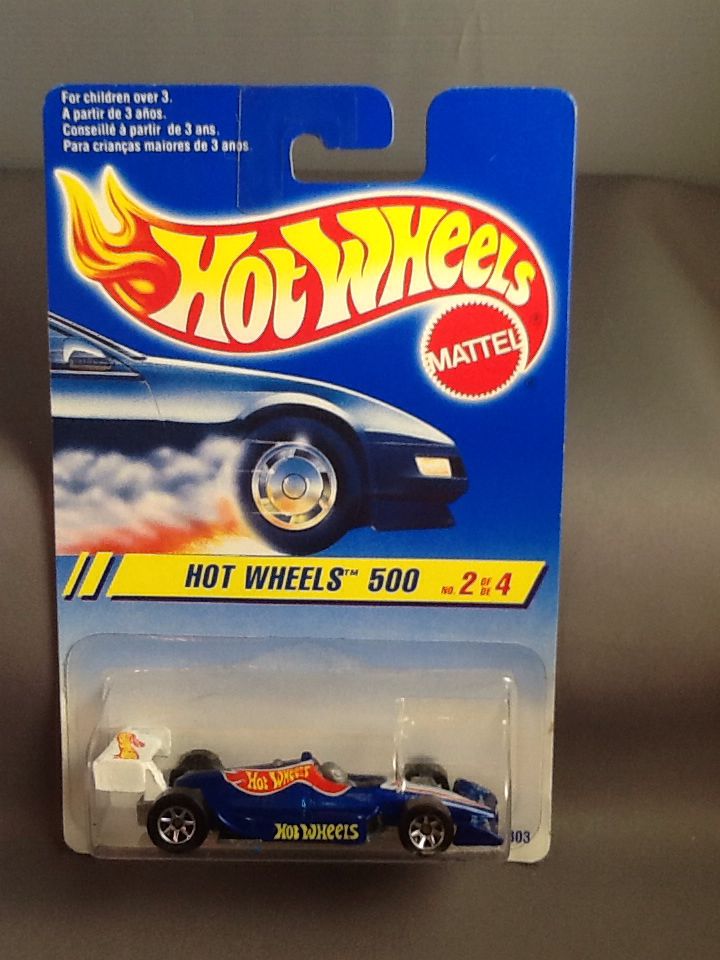 For children over 3.
A partir de 3 años.
Conseillé à partir de 3 ans.
Para crianças maiores de 3 anos.
HOT WHEELS
MATTEL
HOT WHEELS™ 500 NO. 2 OF DE 4
HOT WHEELS
HOT WHEELS
303